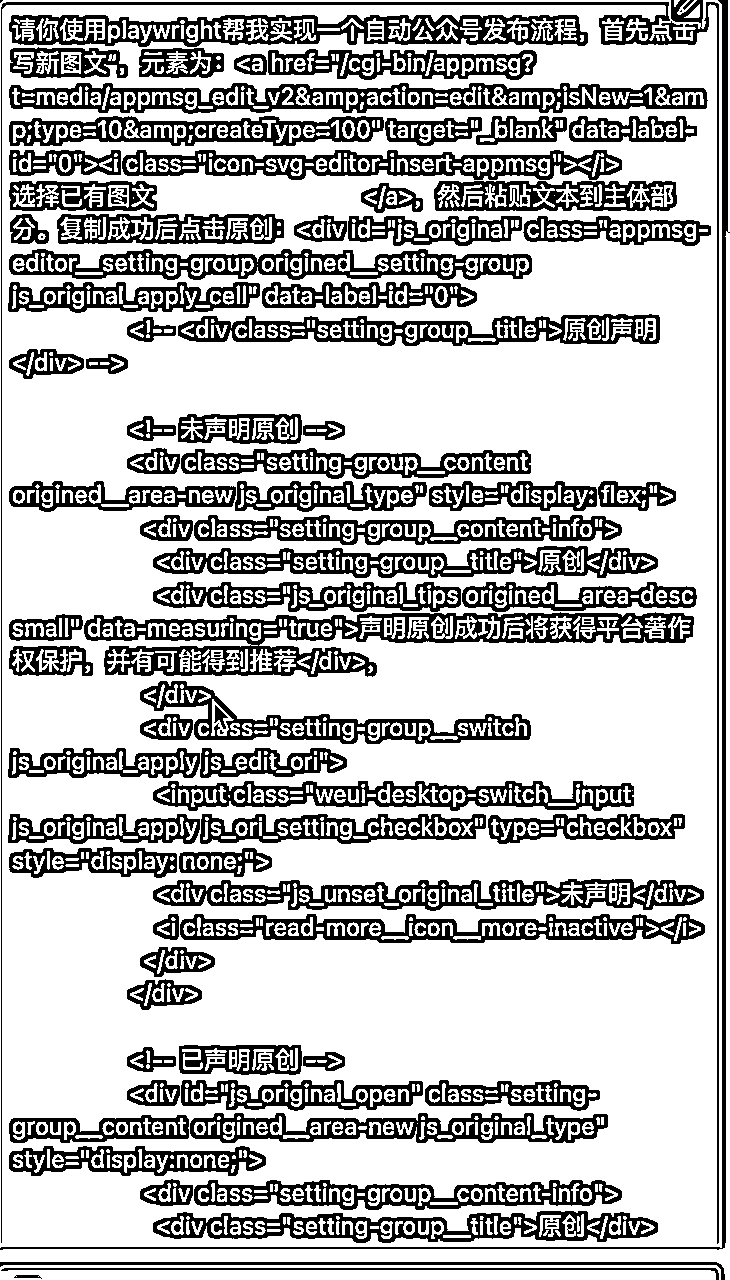 请你使用playwright帮我实现一个自动公众号发布流程，首先点击“
写新图文“，元素为：<a href="/cgi-bin/appmsg?
t=media/appmsg_edit_v2&amp;action=edit&amp;isNew=1&am
p;type=10&amp;createType=100" target="_blank" data-label-
id="0"><i class="icon-svg-editor-insert-appmsg"></i>
选择已有图文 </a>，然后粘贴文本到主体部
分。复制成功后点击原创：<div id="js_original" class="appmsg-
editor__setting-group origined__setting-group
js_original_apply_cell" data-label-id="0">
<!-- <div class="setting-group__title">原创声明
</div> -->
<!-- 未声明原创 -->
<div class="setting-group__content
origined__area-new js_original_type" style="display: flex;">
<div class="setting-group__content-info">
<div class="setting-group__title">原创</div>
<div class="js_original_tips origined__area-desc
small" data-measuring="true">声明原创成功后将获得平台著作
权保护，并有可能得到推荐</div>,
</div>
<div class="setting-group__switch
js_original_apply js_edit_ori">
<input class="weui-desktop-switch__input
js_original_apply js_ori_setting_checkbox" type="checkbox"
style="display: none;">
<div class="js_unset_original_title">未声明</div>
<i class="read-more__icon__more-inactive"></i>
</div>
</div>
<!-- 已声明原创 -->
<div id="js_original_open" class="setting-
group__content origined__area-new js_original_type"
style="display:none;">
<div class="setting-group__content-info">
<div class="setting-group__title">原创</div>